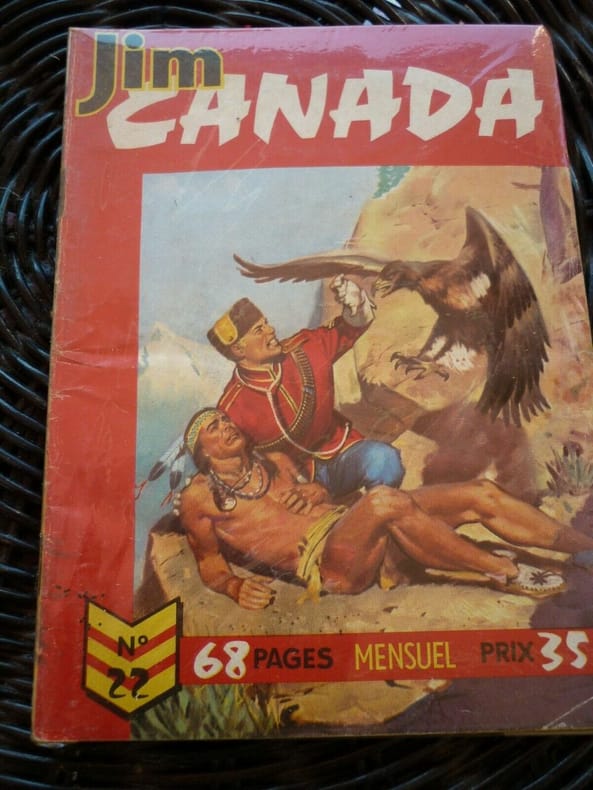 Jim
CANADA
Nº
22
68 PAGES MENSUEL PRIX 35